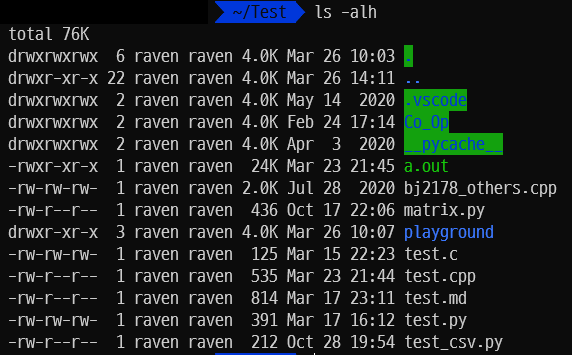 ~/Test ls -alh
total 76K
drwxrwxrwx  6 raven raven 4.0K Mar 26 10:03 .
drwxr-xr-x 22 raven raven 4.0K Mar 26 14:11 ..
drwxrwxrwx  2 raven raven 4.0K May 14  2020 .vscode
drwxrwxrwx  2 raven raven 4.0K Feb 24 17:14 Co_Op
drwxrwxrwx  2 raven raven 4.0K Apr  3  2020 __pycache__
-rwxr-xr-x  1 raven raven  24K Mar 23 21:45 a.out
-rw-rw-rw-  1 raven raven 2.0K Jul 28  2020 bj2178_others.cpp
-rw-r--r--  1 raven raven  436 Oct 17 22:06 matrix.py
drwxr-xr-x  3 raven raven 4.0K Mar 26 10:07 playground
-rw-rw-rw-  1 raven raven  125 Mar 15 22:23 test.c
-rw-r--r--  1 raven raven  535 Mar 23 21:44 test.cpp
-rw-r--r--  1 raven raven  814 Mar 17 23:11 test.md
-rw-rw-rw-  1 raven raven  391 Mar 17 16:12 test.py
-rw-r--r--  1 raven raven  212 Oct 28 19:54 test_csv.py